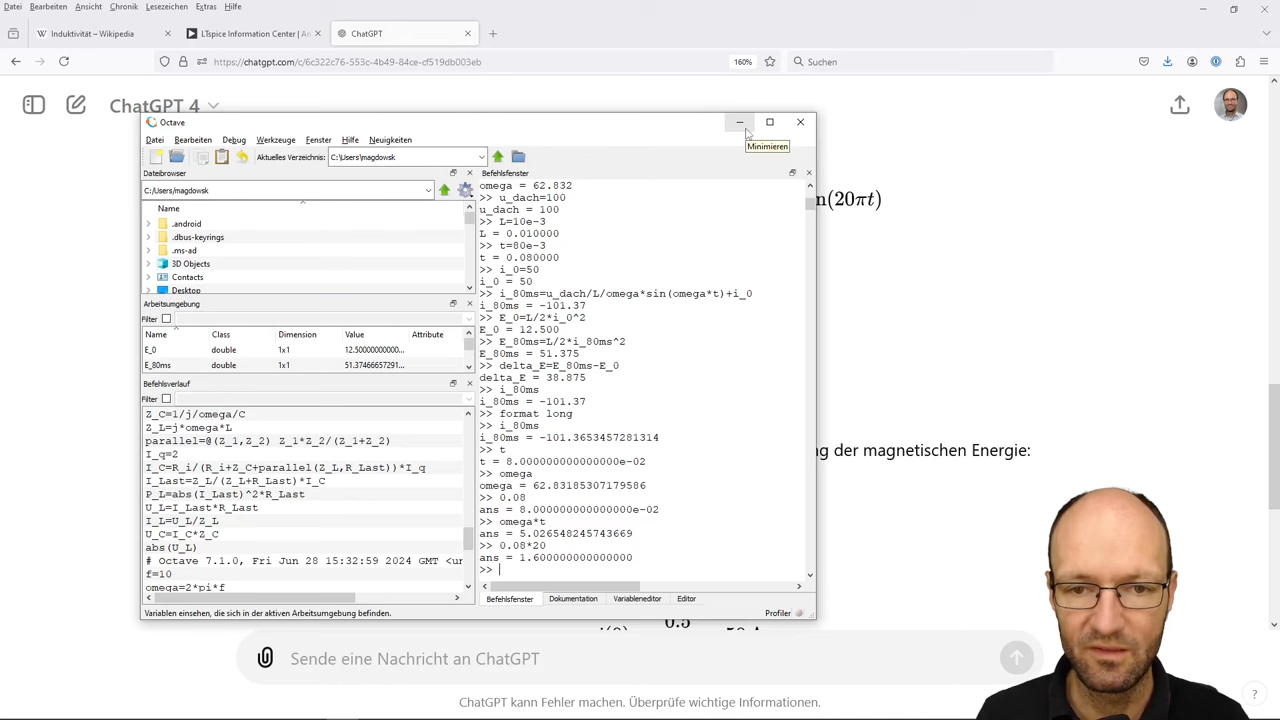 Datei Bearbeiten Ansicht Chronik Lesezeichen Extras Hilfe
Induktivität – Wikipedia
LTspice Information Center | An
ChatGPT
https://chatgpt.com/c/6c322c76-553c-4b49-84ce-cf519db003eb
160%
Suchen
ChatGPT 4
Octave
Minimieren
Datei Bearbeiten Debug Werkzeuge Fenster Hilfe Neuigkeiten
Aktuelles Verzeichnis: C:\Users\magdowsk
Dateibrowser
C:/Users/magdowsk
Name
.android
.dbus-keyrings
.ms-ad
3D Objects
Contacts
Desktop
Arbeitsumgebung
Filter
Name Class Dimension Value Attribute
E_0 double 1x1 12.5000000000...
E_80ms double 1x1 51.37466657291...
Befehlsverlauf
Filter
Z_C=1/j/omega/C
Z_L=j*omega*L
parallel=@(Z_1,Z_2) Z_1*Z_2/(Z_1+Z_2)
I_q=2
I_C=R_i/(R_i+Z_C+parallel(Z_L,R_Last))*I_q
I_Last=Z_L/(Z_L+R_Last)*I_C
P_L=abs(I_Last)^2*R_Last
U_L=I_Last*R_Last
I_L=U_L/Z_L
U_C=I_C*Z_C
abs(U_L)
# Octave 7.1.0, Fri Jun 28 15:32:59 2024 GMT <un
f=10
omega=2*pi*f
Befehlsfenster
omega = 62.832
>> u_dach=100
u_dach = 100
>> L=10e-3
L = 0.010000
>> t=80e-3
t = 0.080000
>> i_0=50
i_0 = 50
>> i_80ms=u_dach/L/omega*sin(omega*t)+i_0
i_80ms = -101.37
>> E_0=L/2*i_0^2
E_0 = 12.500
>> E_80ms=L/2*i_80ms^2
E_80ms = 51.375
>> delta_E=E_80ms-E_0
delta_E = 38.875
>> i_80ms
i_80ms = -101.37
>> format long
>> i_80ms
i_80ms = -101.3653457281314
>> t
t = 8.000000000000000e-02
>> omega
omega = 62.83185307179586
>> 0.08
ans = 8.000000000000000e-02
>> omega*t
ans = 5.026548245743669
>> 0.08*20
ans = 1.600000000000000
>>
Befehlsfenster Dokumentation Variableneditor Editor
Variablen einsehen, die sich in der aktiven Arbeitsumgebung befinden.
Profiler
n(20πt)
g der magnetischen Energie:
0.5
Sende eine Nachricht an ChatGPT
ChatGPT kann Fehler machen. Überprüfe wichtige Informationen.
?